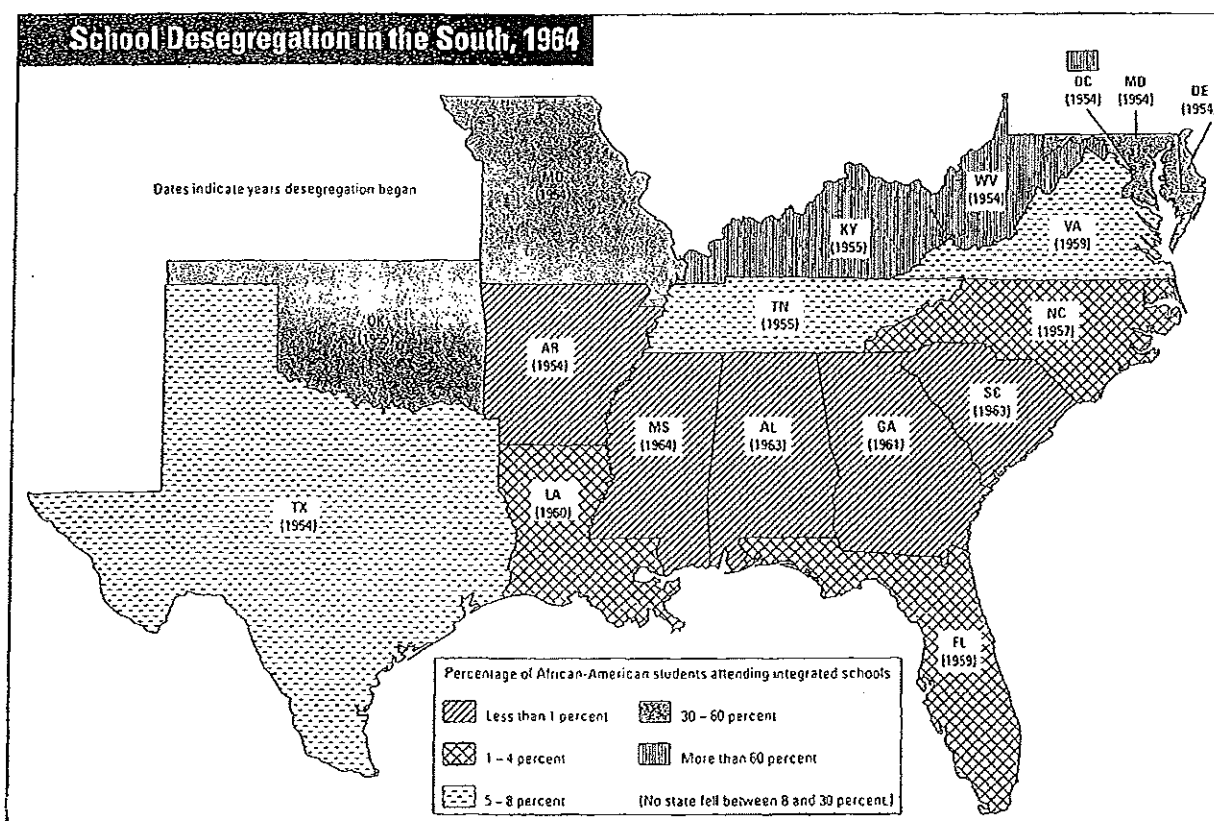 School Desegregation in the South, 1964
DC
(1954)
MD
(1954)
DE
(1954
Dates indicate years desegregation began
MO
WV
(1954)
KY
(1955)
VA
(1959)
OK
TN
(1955)
NC
(1957)
AR
(1954)
SC
(1963)
MS
(1964)
AL
(1963)
GA
(1961)
LA
(1960)
TX
(1954)
FL
(1959)
Percentage of African-American students attending integrated schools
Less than 1 percent
30 – 60 percent
1 – 4 percent
More than 60 percent
5 – 8 percent
(No state fell between 8 and 30 percent.)